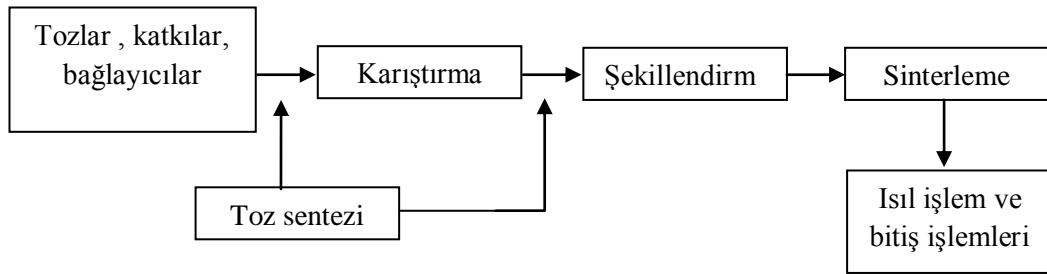 Tozlar , katkılar,
bağlayıcılar
Karıştırma
Şekillendirm
Sinterleme
Toz sentezi
Isıl işlem ve
bitiş işlemleri